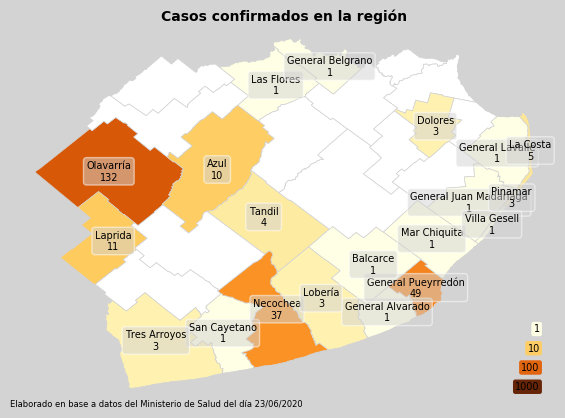 Casos confirmados en la región
General Belgrano
1
Las Flores
1
Dolores
3
General Lavalle
1
La Costa
5
Olavarría
132
Azul
10
General Juan Madariaga
1
Pinamar
3
Tandil
4
Villa Gesell
1
Laprida
11
Mar Chiquita
1
Balcarce
1
General Pueyrredón
49
Lobería
3
Necochea
37
General Alvarado
1
San Cayetano
1
Tres Arroyos
3
1
10
100
1000
Elaborado en base a datos del Ministerio de Salud del día 23/06/2020